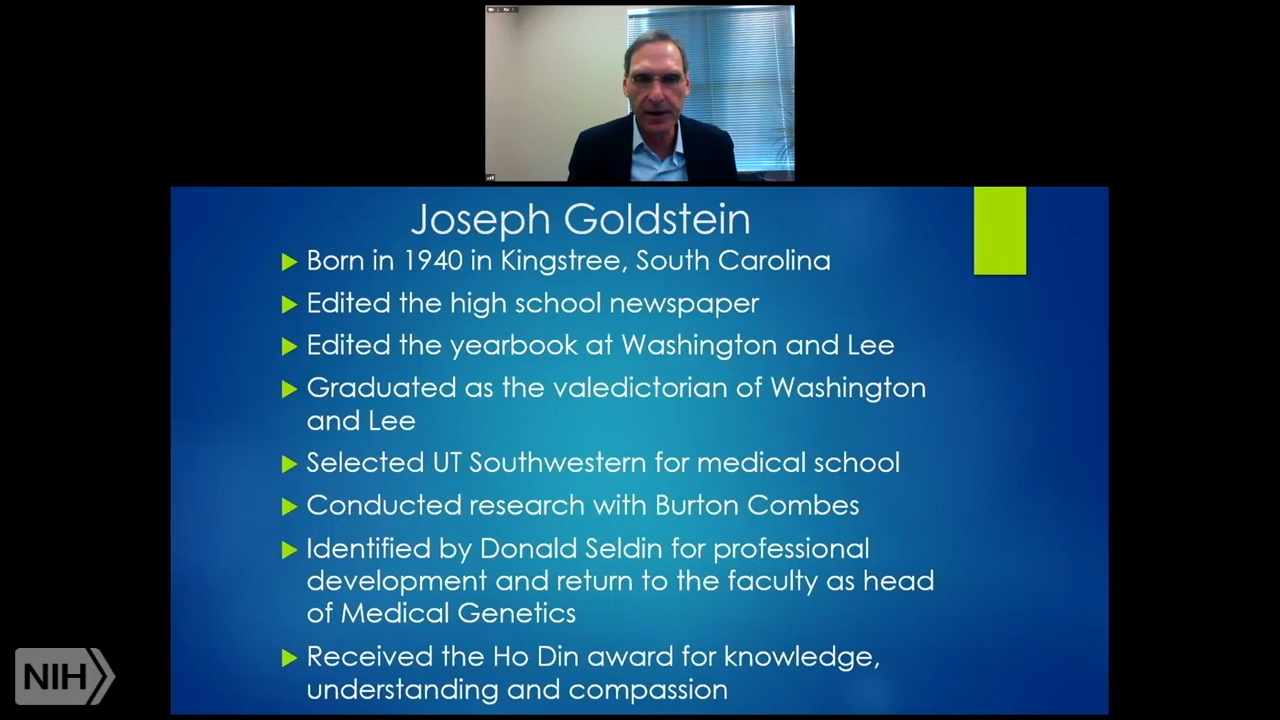 Joseph Goldstein
Born in 1940 in Kingstree, South Carolina
Edited the high school newspaper
Edited the yearbook at Washington and Lee
Graduated as the valedictorian of Washington
and Lee
Selected UT Southwestern for medical school
Conducted research with Burton Combes
Identified by Donald Seldin for professional
development and return to the faculty as head
of Medical Genetics
Received the Ho Din award for knowledge,
understanding and compassion
NIH